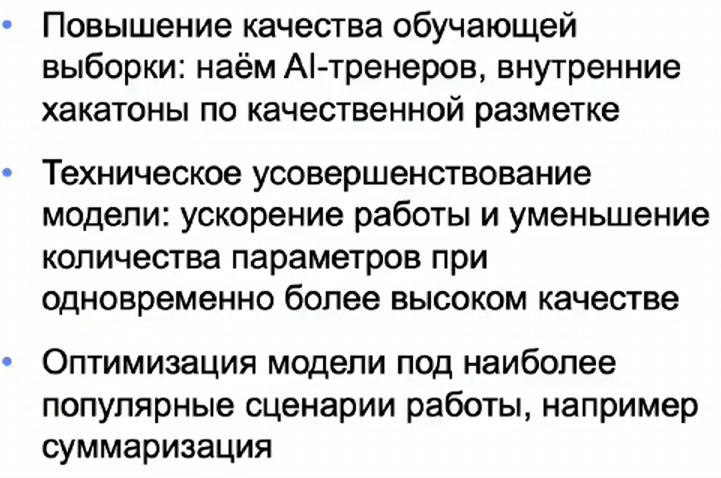 • Повышение качества обучающей
выборки: наём AI-тренеров, внутренние
хакатоны по качественной разметке
• Техническое усовершенствование
модели: ускорение работы и уменьшение
количества параметров при
одновременно более высоком качестве
• Оптимизация модели под наиболее
популярные сценарии работы, например
суммаризация